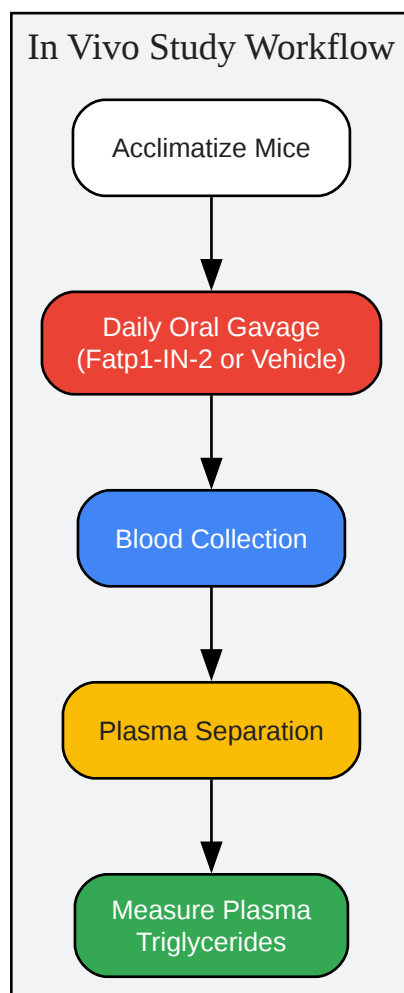 In Vivo Study Workflow
Acclimatize Mice
Daily Oral Gavage
(Fatp1-IN-2 or Vehicle)
Blood Collection
Plasma Separation
Measure Plasma
Triglycerides